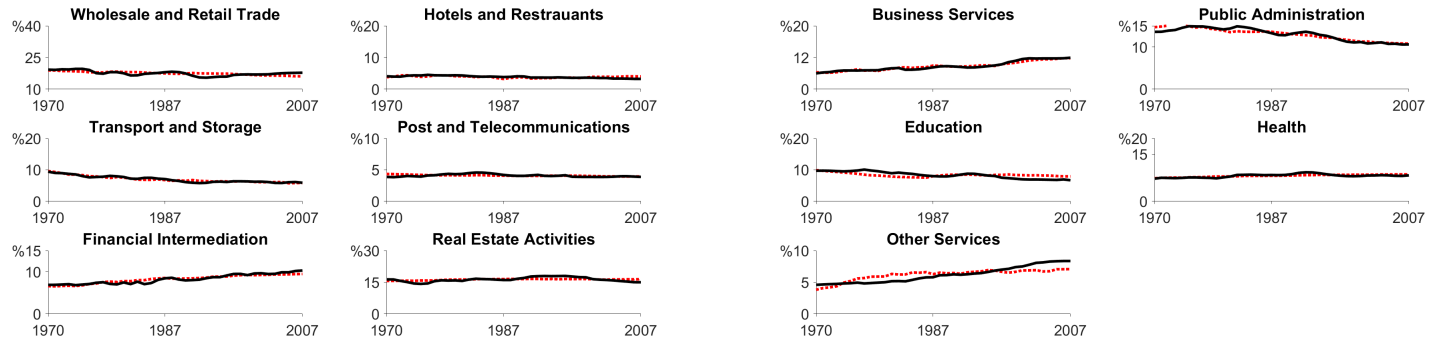 Wholesale and Retail Trade
%40
25
10
1970 1987 2007
Hotels and Restrauants
%20
10
0
1970 1987 2007
Business Services
%20
12
0
1970 1987 2007
Public Administration
%15
10
0
1970 1987 2007
Transport and Storage
%20
10
0
1970 1987 2007
Post and Telecommunications
%10
5
0
1970 1987 2007
Education
%20
10
0
1970 1987 2007
Health
%20
15
0
1970 1987 2007
Financial Intermediation
%15
10
0
1970 1987 2007
Real Estate Activities
%30
15
0
1970 1987 2007
Other Services
%10
5
0
1970 1987 2007